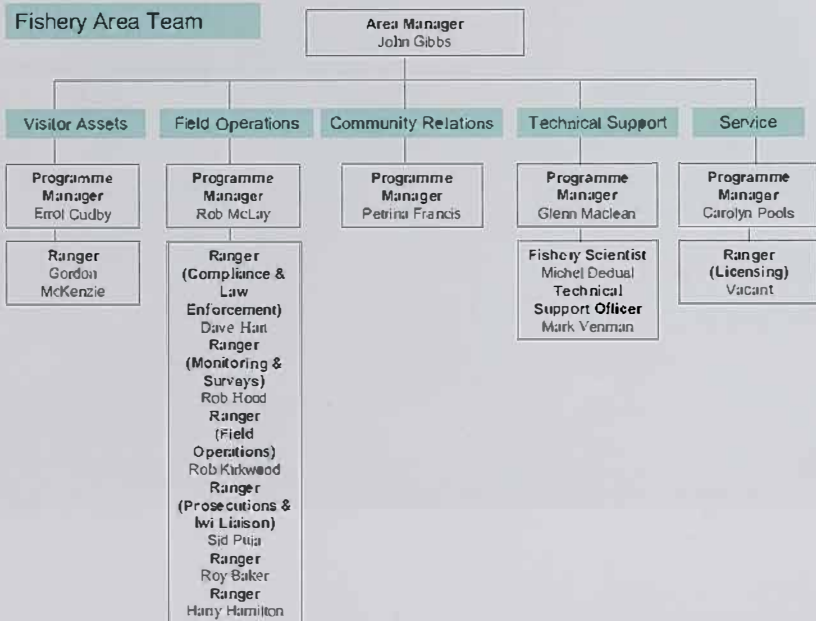 Fishery Area Team
Area Manager
John Gibbs
Visitor Assets
Field Operations
Community Relations
Technical Support
Service
Programme
Manager
Errol Cudby
Programme
Manager
Rob McLay
Programme
Manager
Petrina Francis
Programme
Manager
Glenn Maclean
Programme
Manager
Carolyn Pools
Ranger
Gordon
McKenzie
Ranger
(Compliance &
Law
Enforcement)
Dave Hart
Ranger
(Monitoring &
Surveys)
Rob Hood
Ranger
(Field
Operations)
Rob Kirkwood
Ranger
(Prosecutions &
Iwi Liaison)
Sid Puia
Ranger
Roy Baker
Ranger
Harry Hamilton
Fishery Scientist
Michel Dedual
Technical
Support Officer
Mark Venman
Ranger
(Licensing)
Vacant